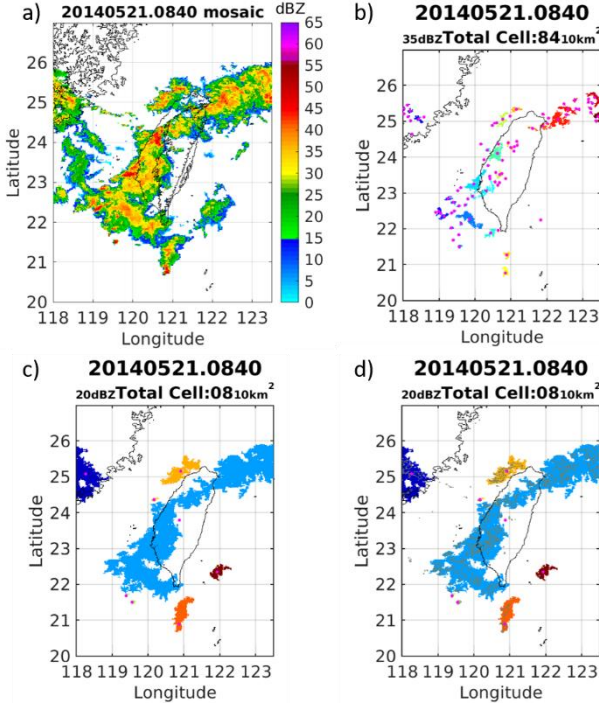 a)
20140521.0840 mosaic
dBZ
65
60
55
50
45
40
35
30
25
20
15
10
5
0
26
25
24
23
22
21
20
Latitude
118 119 120 121 122 123
Longitude
b)
20140521.0840
35dBZTotal Cell:8410km2
26
25
24
23
22
21
20
Latitude
118 119 120 121 122 123
Longitude
c)
20140521.0840
20dBZTotal Cell:0810km2
26
25
24
23
22
21
20
Latitude
118 119 120 121 122 123
Longitude
d)
20140521.0840
20dBZTotal Cell:0810km2
26
25
24
23
22
21
20
Latitude
118 119 120 121 122 123
Longitude